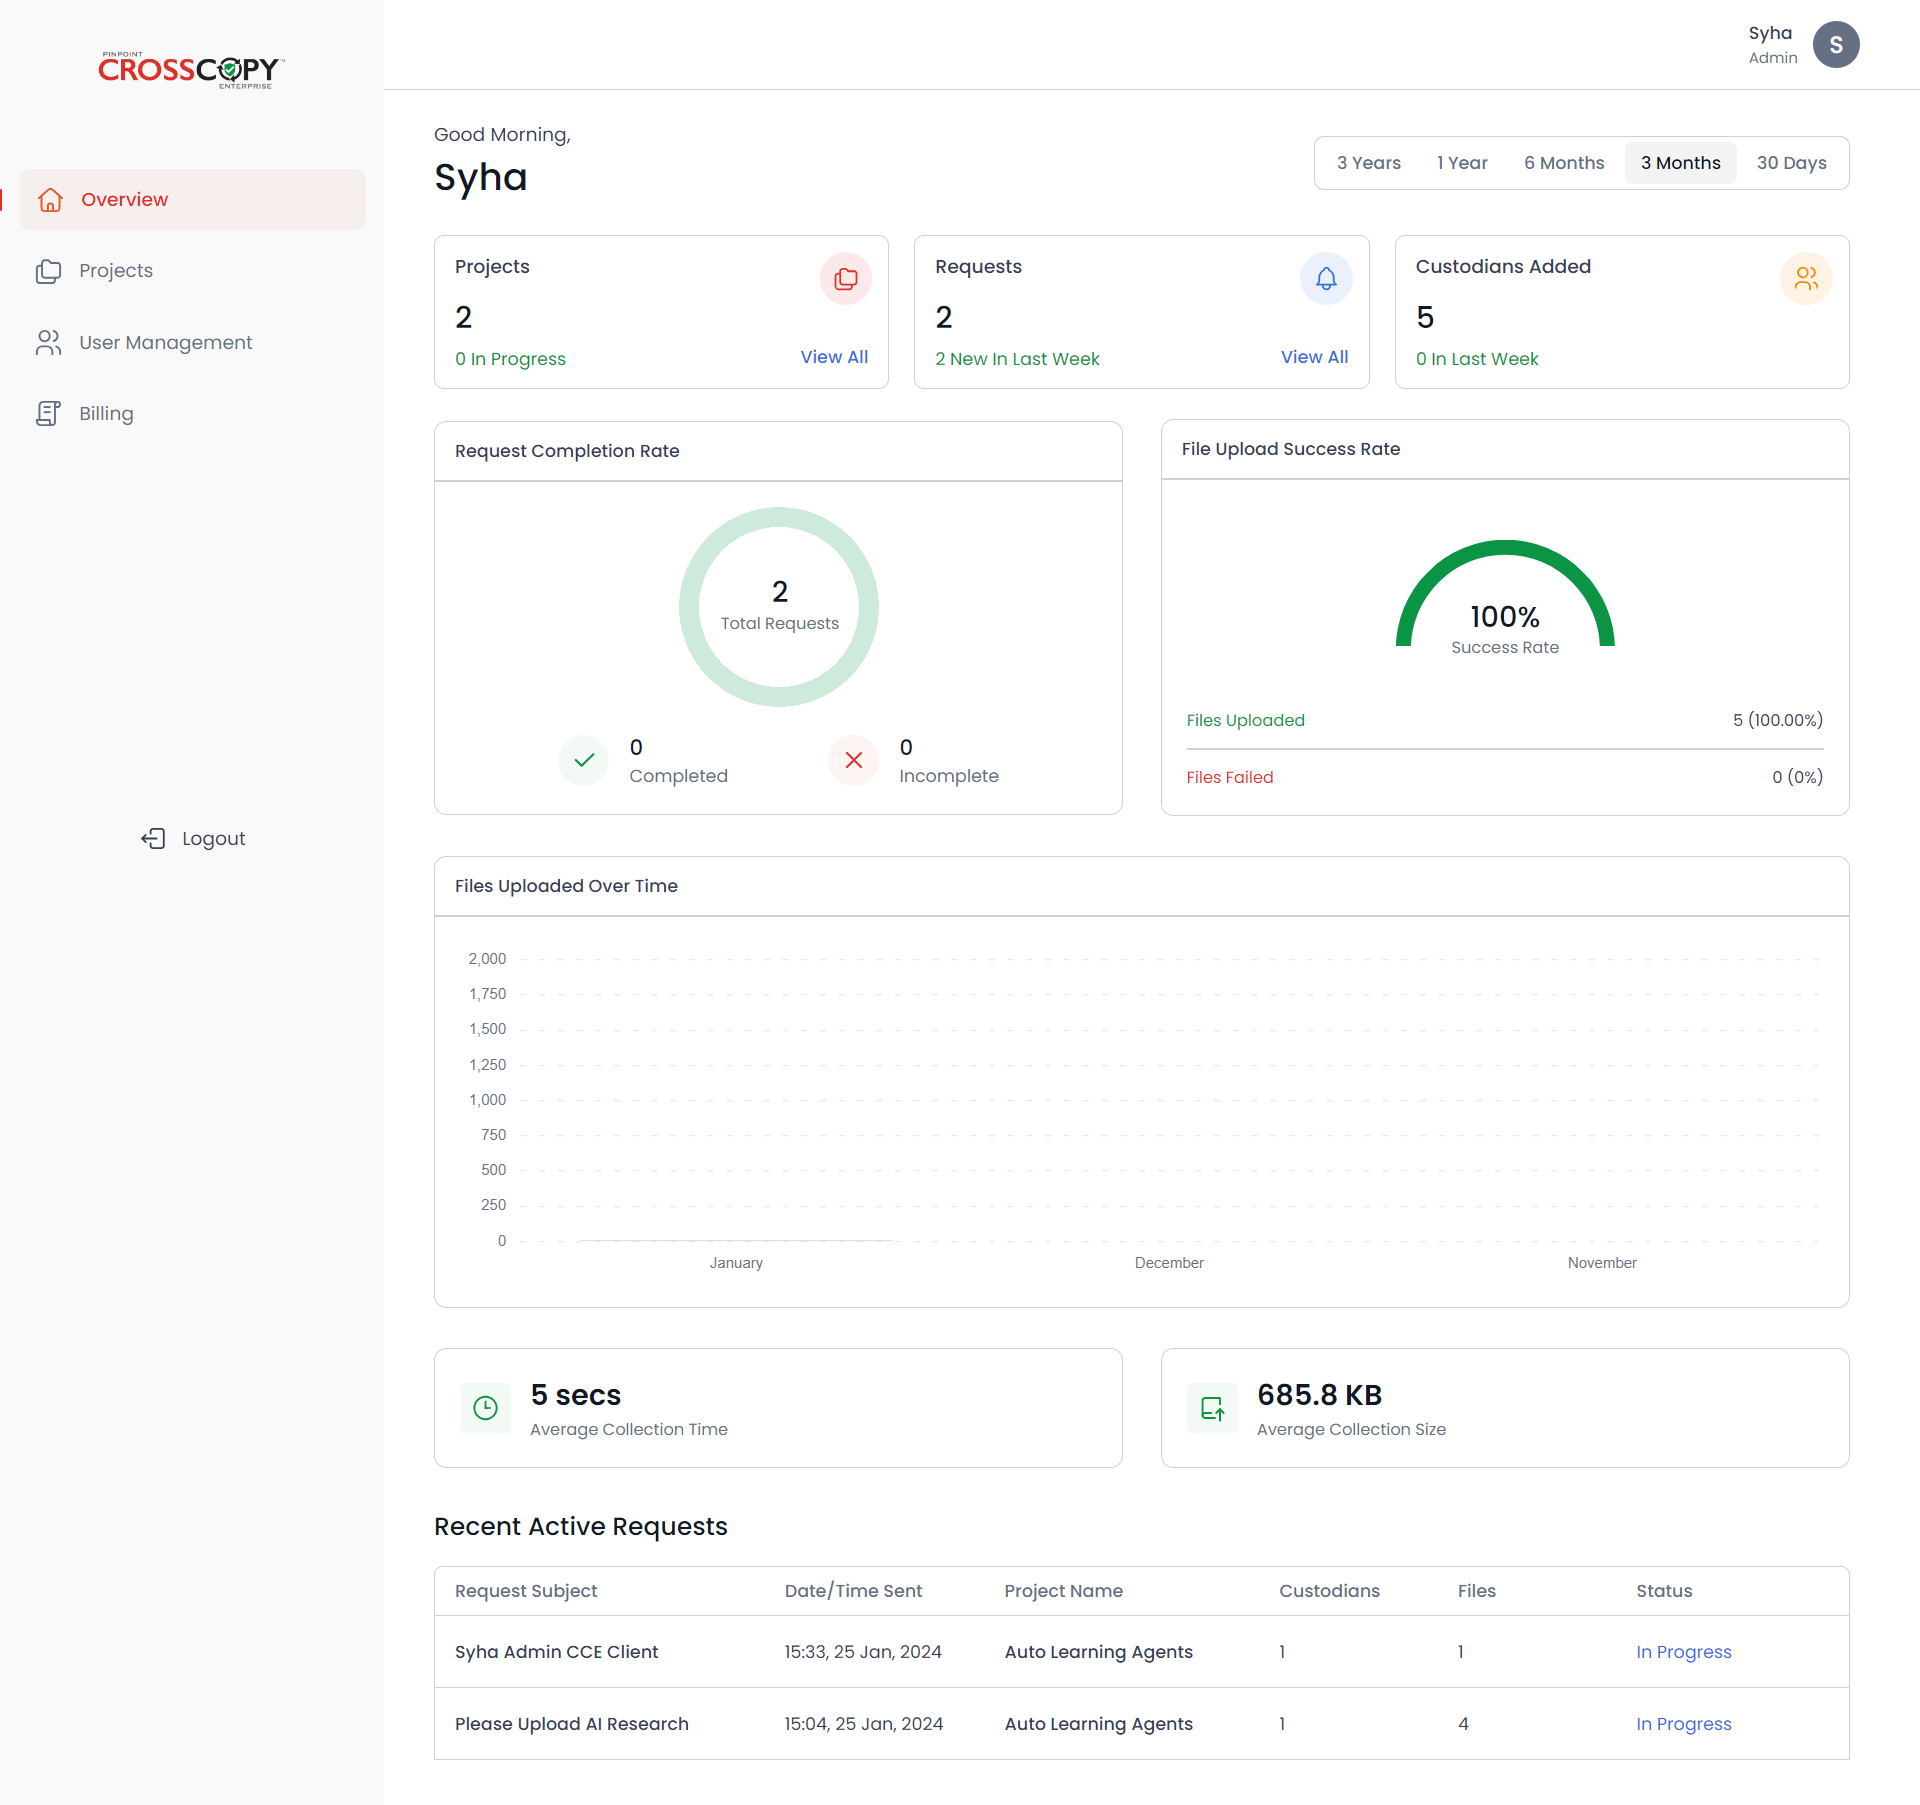 PINPOINT
CROSSCOPY™
ENTERPRISE
Syha
Admin
S
Overview
Projects
User Management
Billing
Logout
Good Morning,
Syha
3 Years 1 Year 6 Months 3 Months 30 Days
Projects
2
0 In Progress View All
Requests
2
2 New In Last Week View All
Custodians Added
5
0 In Last Week
Request Completion Rate
2
Total Requests
0
Completed
0
Incomplete
File Upload Success Rate
100%
Success Rate
Files Uploaded 5 (100.00%)
Files Failed 0 (0%)
Files Uploaded Over Time
2,000
1,750
1,500
1,250
1,000
750
500
250
0
January December November
5 secs
Average Collection Time
685.8 KB
Average Collection Size
Recent Active Requests
Request Subject Date/Time Sent Project Name Custodians Files Status
Syha Admin CCE Client 15:33, 25 Jan, 2024 Auto Learning Agents 1 1 In Progress
Please Upload AI Research 15:04, 25 Jan, 2024 Auto Learning Agents 1 4 In Progress